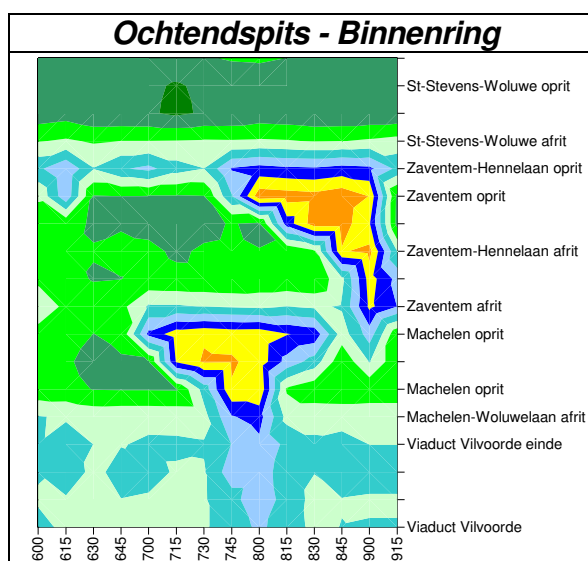 Ochtendspits - Binnenring
St-Stevens-Woluwe oprit
St-Stevens-Woluwe afrit
Zaventem-Hennelaan oprit
Zaventem oprit
Zaventem-Hennelaan afrit
Zaventem afrit
Machelen oprit
Machelen oprit
Machelen-Woluwelaan afrit
Viaduct Vilvoorde einde
Viaduct Vilvoorde
600 615 630 645 700 715 730 745 800 815 830 845 900 915